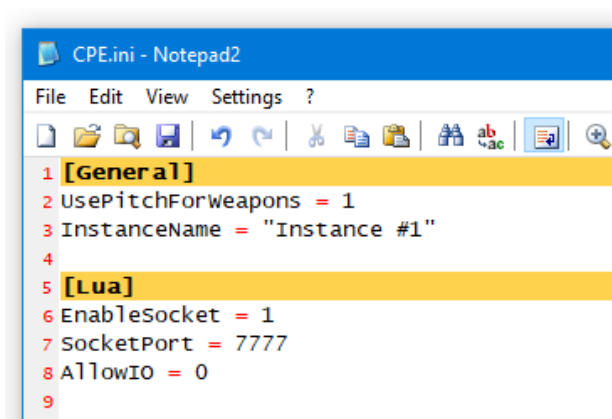 CPE.ini - Notepad2
File Edit View Settings ?
1 [General]
2 UsePitchForWeapons = 1
3 InstanceName = "Instance #1"
4
5 [Lua]
6 EnableSocket = 1
7 SocketPort = 7777
8 AllowIO = 0
9